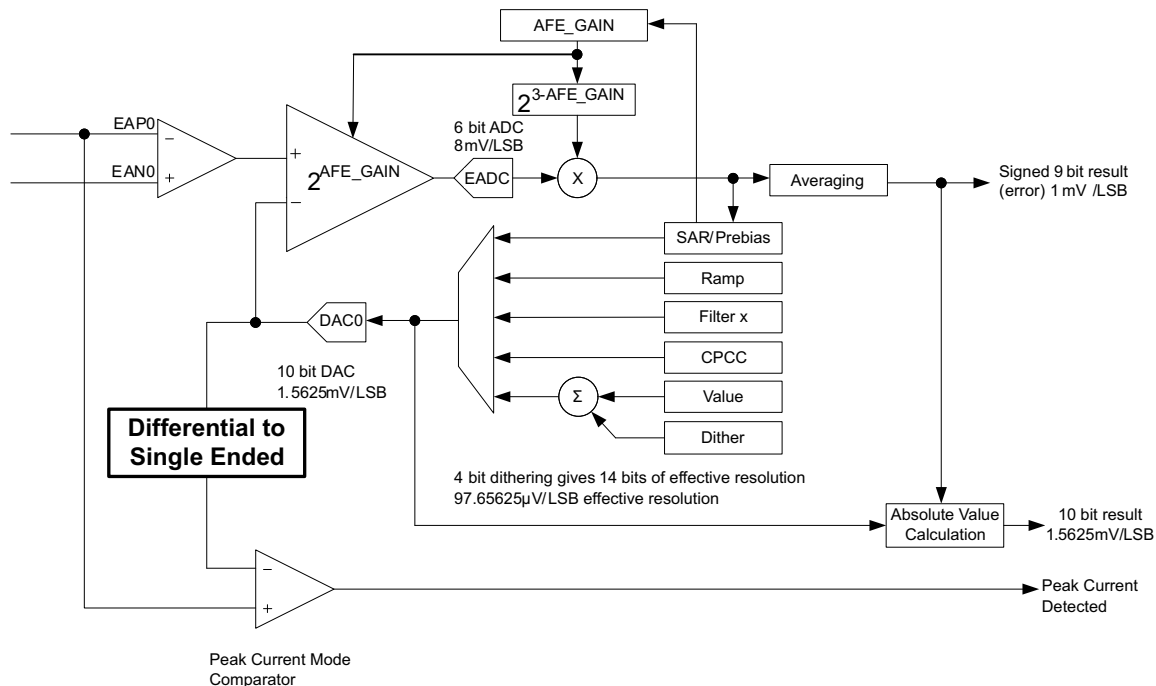 AFE_GAIN
2^3-AFE_GAIN
EAP0
−
EAN0
+
+
2^AFE_GAIN
−
6 bit ADC
8mV/LSB
EADC
X
Averaging
Signed 9 bit result
(error) 1 mV /LSB
SAR/Prebias
Ramp
Filter x
CPCC
Value
Dither
Σ
DAC0
10 bit DAC
1.5625mV/LSB
Differential to
Single Ended
4 bit dithering gives 14 bits of effective resolution
97.65625µV/LSB effective resolution
Absolute Value
Calculation
10 bit result
1.5625mV/LSB
−
+
Peak Current
Detected
Peak Current Mode
Comparator